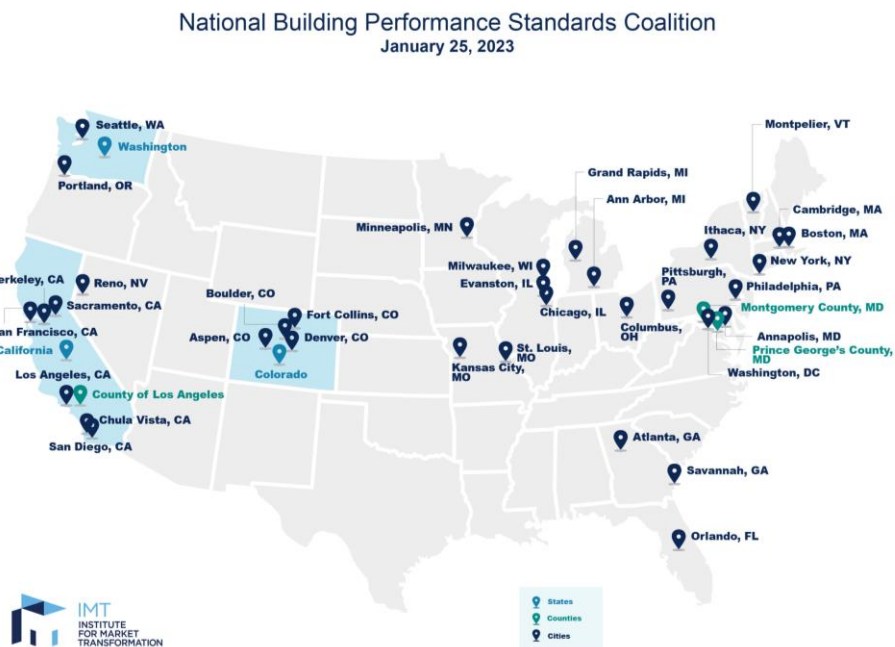 National Building Performance Standards Coalition
January 25, 2023
Seattle, WA
Washington
Portland, OR
Montpelier, VT
Grand Rapids, MI
Ann Arbor, MI
Cambridge, MA
Minneapolis, MN
Ithaca, NY
Boston, MA
erkeley, CA
Reno, NV
Milwaukee, WI
New York, NY
Pittsburgh,
PA
Evanston, IL
Boulder, CO
Philadelphia, PA
Sacramento, CA
Fort Collins, CO
Chicago, IL
Montgomery County, MD
an Francisco, CA
Columbus,
OH
Aspen, CO
Denver, CO
Annapolis, MD
California
St. Louis,
MO
Prince George's County,
MD
Kansas City,
MO
Los Angeles, CA
Colorado
Washington, DC
County of Los Angeles
Chula Vista, CA
San Diego, CA
Atlanta, GA
Savannah, GA
Orlando, FL
IMT
INSTITUTE
FOR MARKET
TRANSFORMATION
States
Counties
Cities